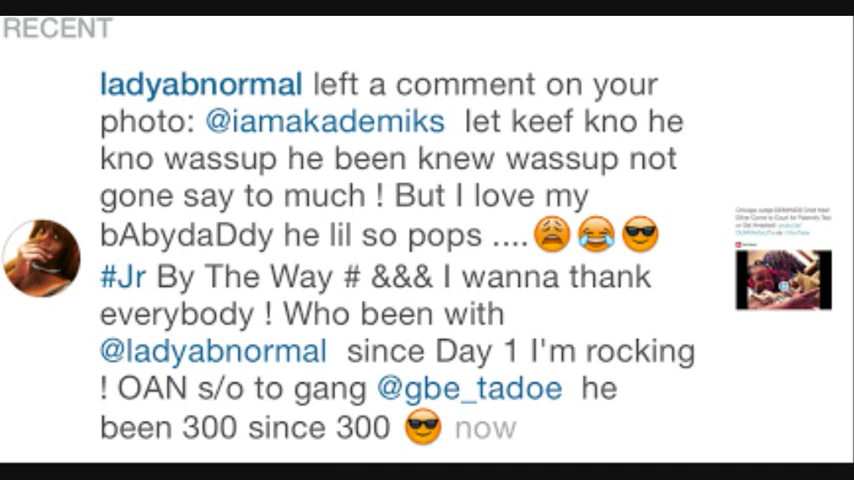 RECENT
ladyabnormal left a comment on your
photo: @iamakademiks let keef kno he
kno wassup he been knew wassup not
gone say to much ! But I love my
bAbydaDdy he lil so pops ....😩😂😎
#Jr By The Way # &&& I wanna thank
everybody ! Who been with
@ladyabnormal since Day 1 I'm rocking
! OAN s/o to gang @gbe_tadoe he
been 300 since 300 😎 now